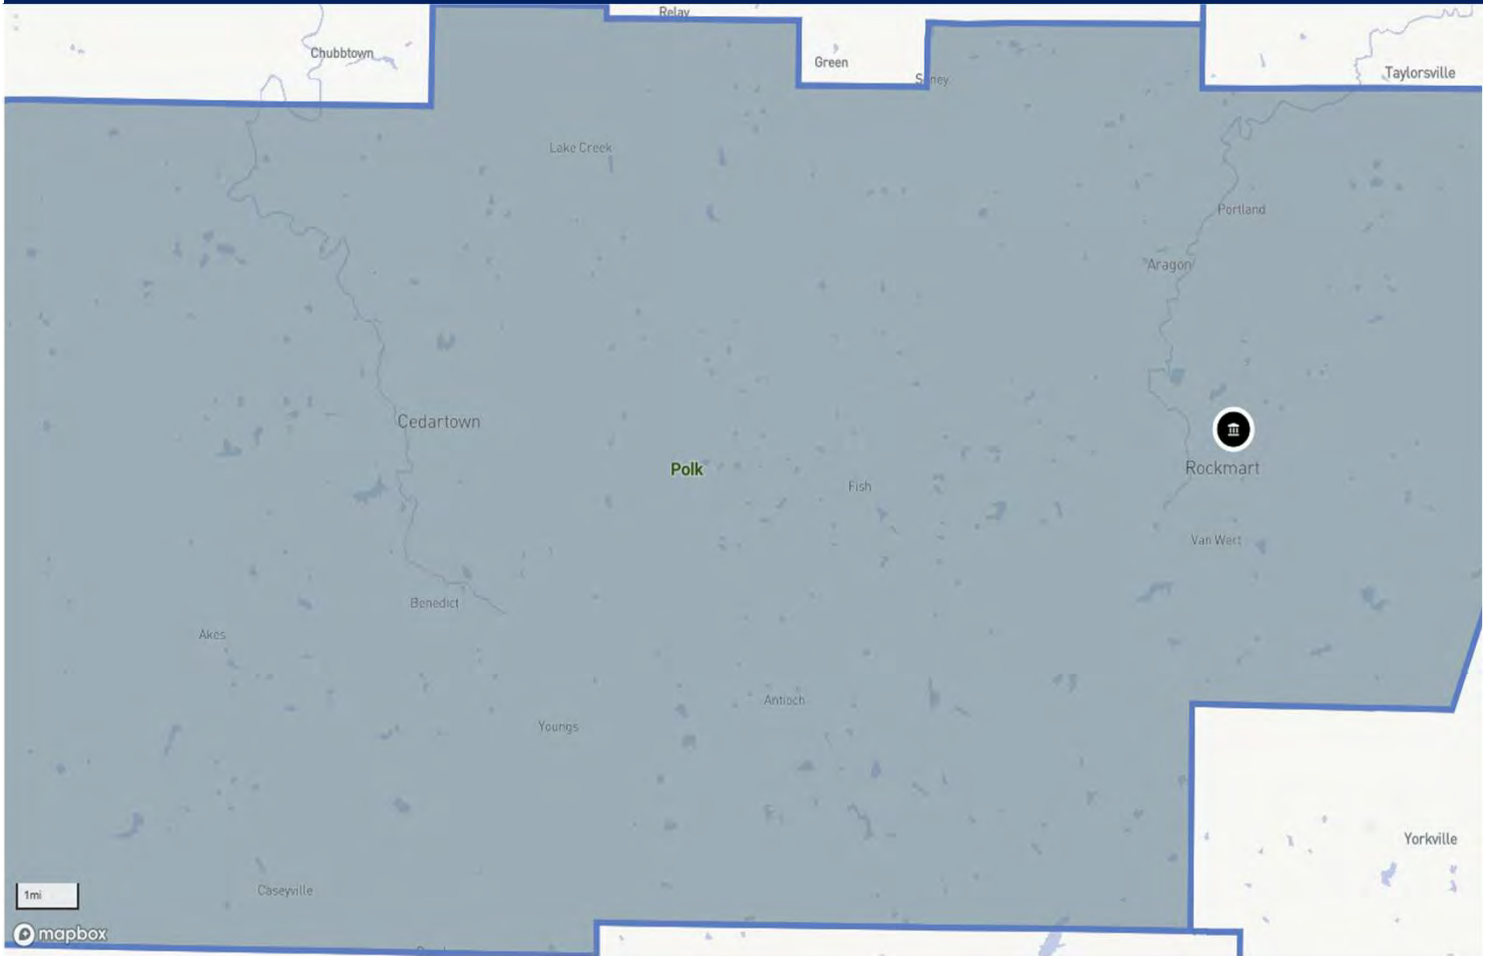 Relay
Chubbtown
Green
Taylorsville
Lake Creek
Portland
Aragon
Cedartown
Polk
Rockmart
Fish
Van Wert
Benedict
Akes
Antioch
Youngs
Yorkville
Caseyville
1mi
mapbox